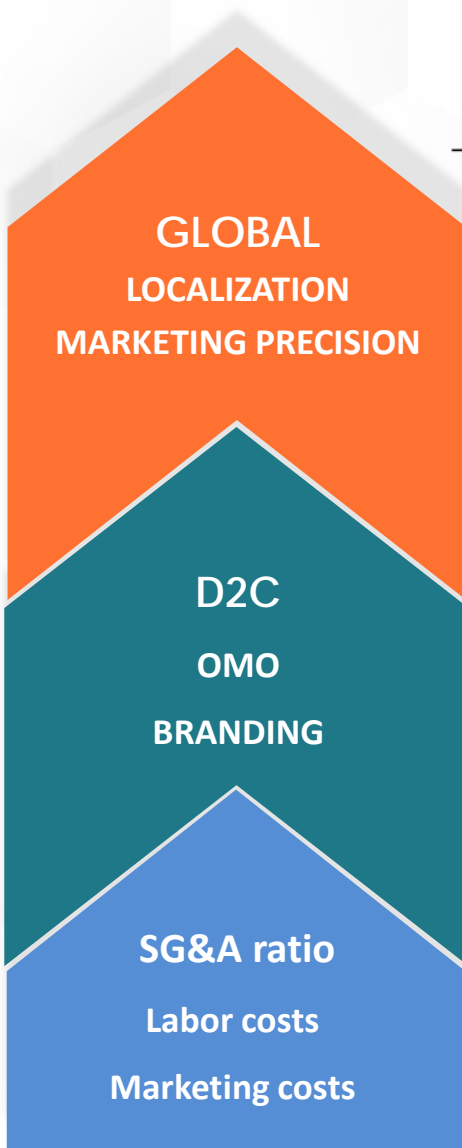 GLOBAL
LOCALIZATION
MARKETING PRECISION
D2C
OMO
BRANDING
SG&A ratio
Labor costs
Marketing costs